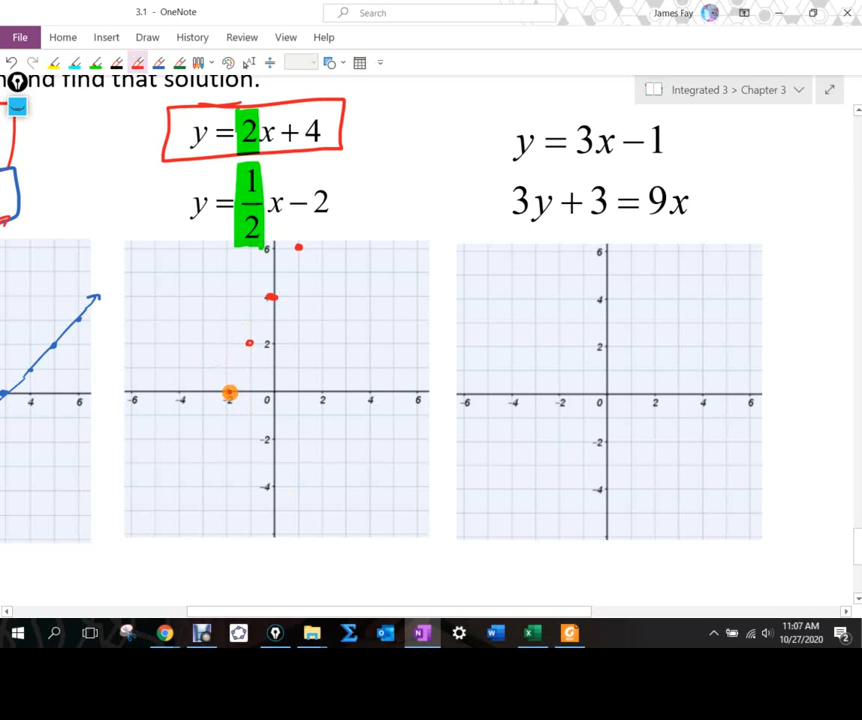 3.1 - OneNote
Search
James Fay
File Home Insert Draw History Review View Help
and find that solution.
Integrated 3 > Chapter 3
y = 2x + 4
y = 1/2 x − 2
y = 3x − 1
3y + 3 = 9x
4 6
6
2
-6 -4 -2 0 2 4 6
-2
-4
6
4
2
-6 -4 -2 0 2 4 6
-2
-4
11:07 AM
10/27/2020
2